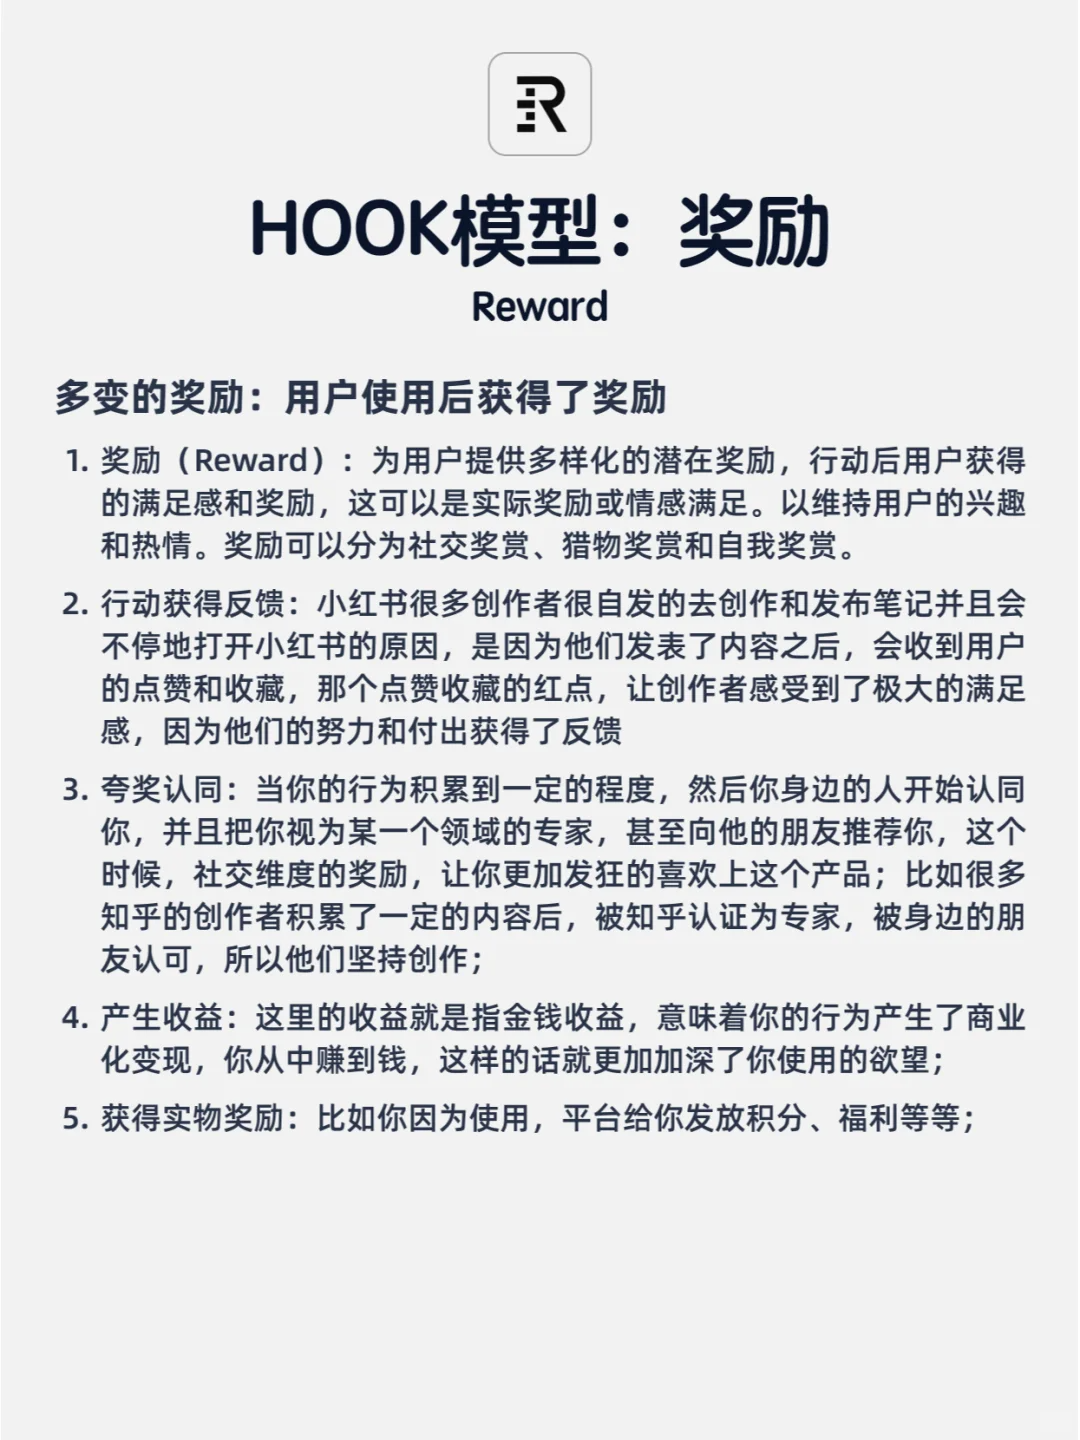 R
HOOK模型：奖励
Reward
多变的奖励：用户使用后获得了奖励
1. 奖励（Reward）：为用户提供多样化的潜在奖励，行动后用户获得
的满足感和奖励，这可以是实际奖励或情感满足。以维持用户的兴趣
和热情。奖励可以分为社交奖赏、猎物奖赏和自我奖赏。
2. 行动获得反馈：小红书很多创作者很自发的去创作和发布笔记并且会
不停地打开小红书的原因，是因为他们发表了内容之后，会收到用户
的点赞和收藏，那个点赞收藏的红点，让创作者感受到了极大的满足
感，因为他们的努力和付出获得了反馈
3. 夸奖认同：当你的行为积累到一定的程度，然后你身边的人开始认同
你，并且把你视为某一个领域的专家，甚至向他的朋友推荐你，这个
时候，社交维度的奖励，让你更加发狂的喜欢上这个产品；比如很多
知乎的创作者积累了一定的内容后，被知乎认证为专家，被身边的朋
友认可，所以他们坚持创作；
4. 产生收益：这里的收益就是指金钱收益，意味着你的行为产生了商业
化变现，你从中赚到钱，这样的话就更加加深了你使用的欲望；
5. 获得实物奖励：比如你因为使用，平台给你发放积分、福利等等；